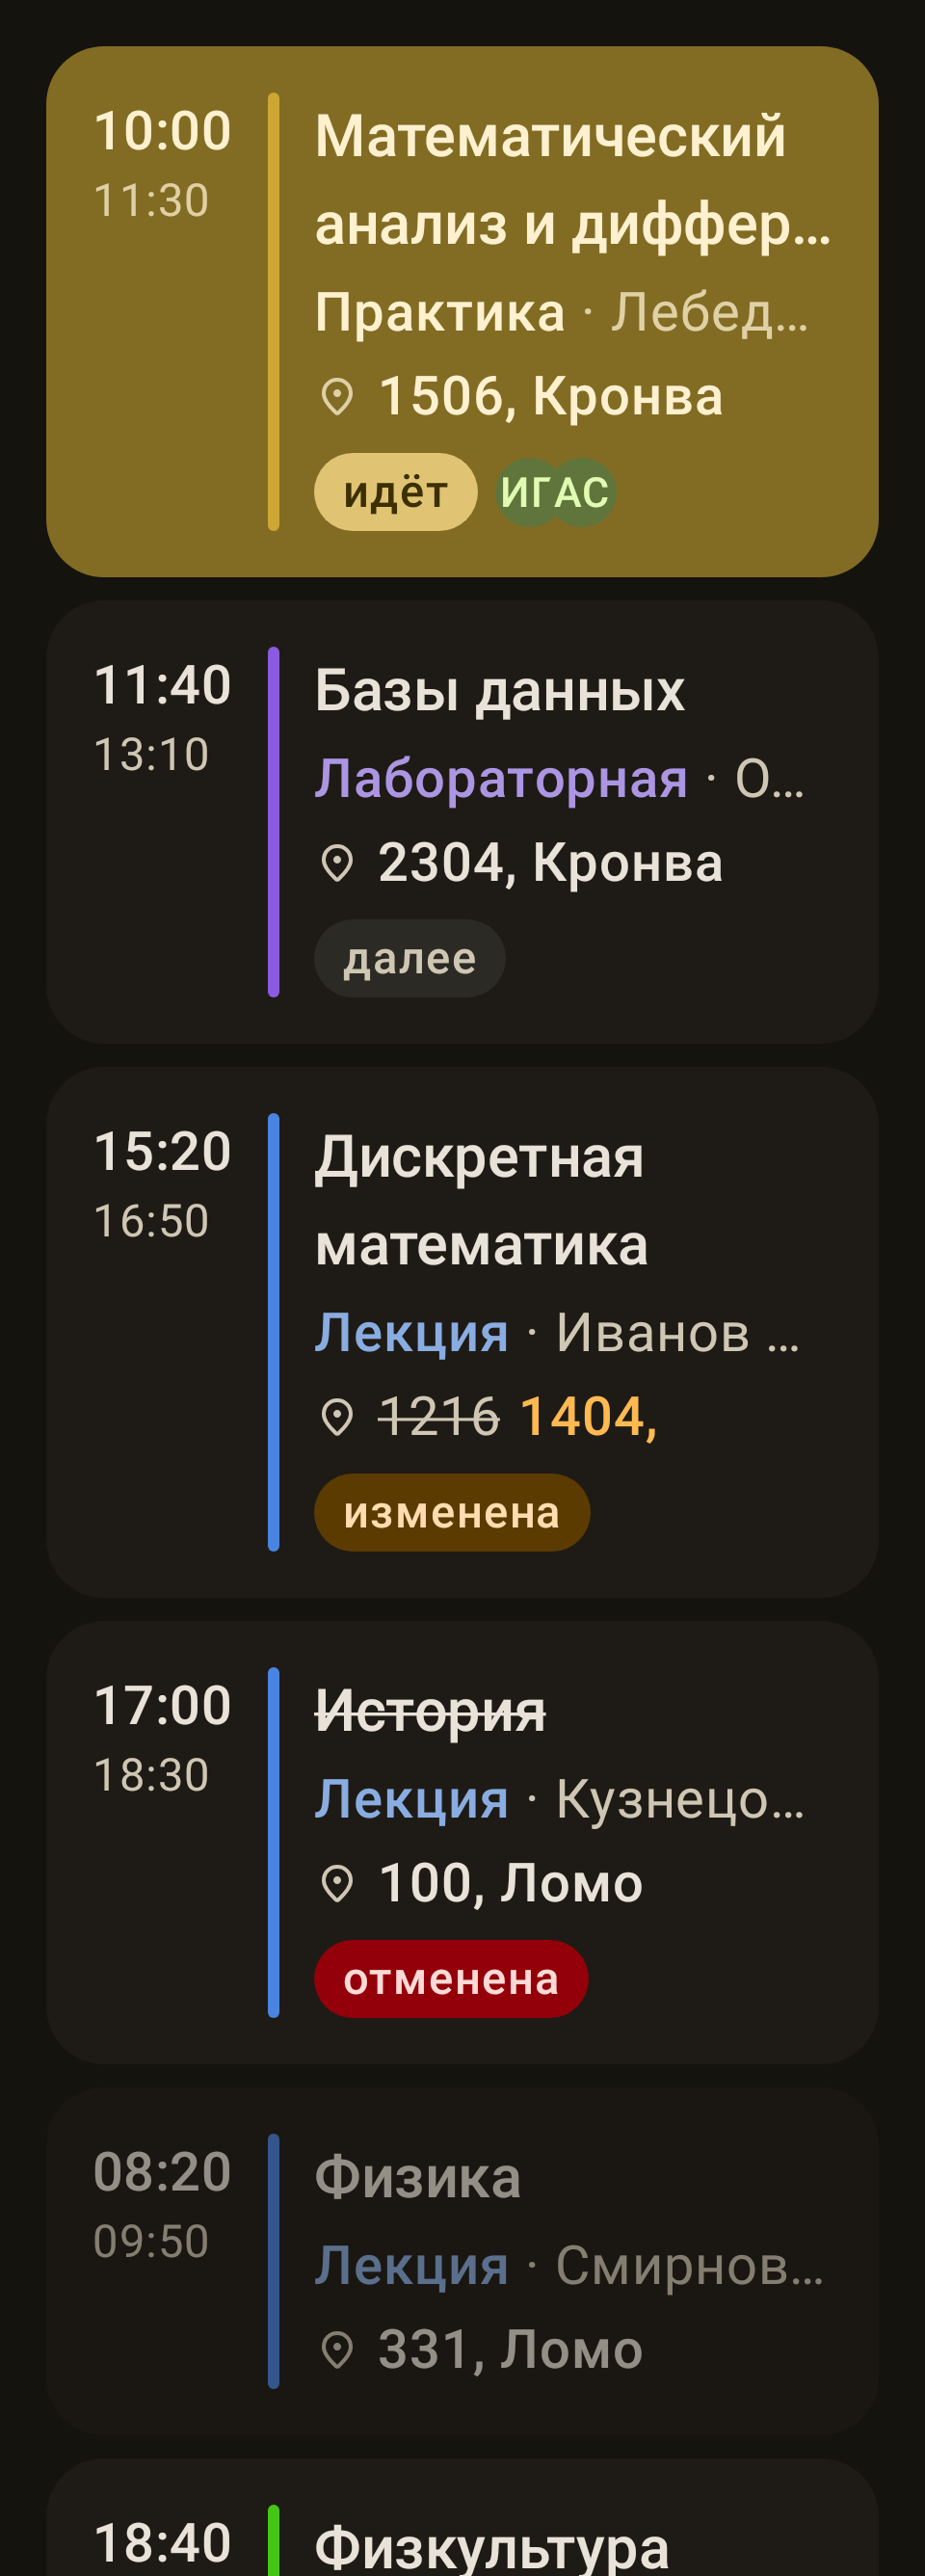 10:00
11:30
Математический
анализ и диффер...
Практика · Лебед...
1506, Кронва
идёт ИГ АС
11:40
13:10
Базы данных
Лабораторная · О...
2304, Кронва
далее
15:20
16:50
Дискретная
математика
Лекция · Иванов ...
1216 1404,
изменена
17:00
18:30
История
Лекция · Кузнецо...
100, Ломо
отменена
08:20
09:50
Физика
Лекция · Смирнов...
331, Ломо
18:40
Физкультура